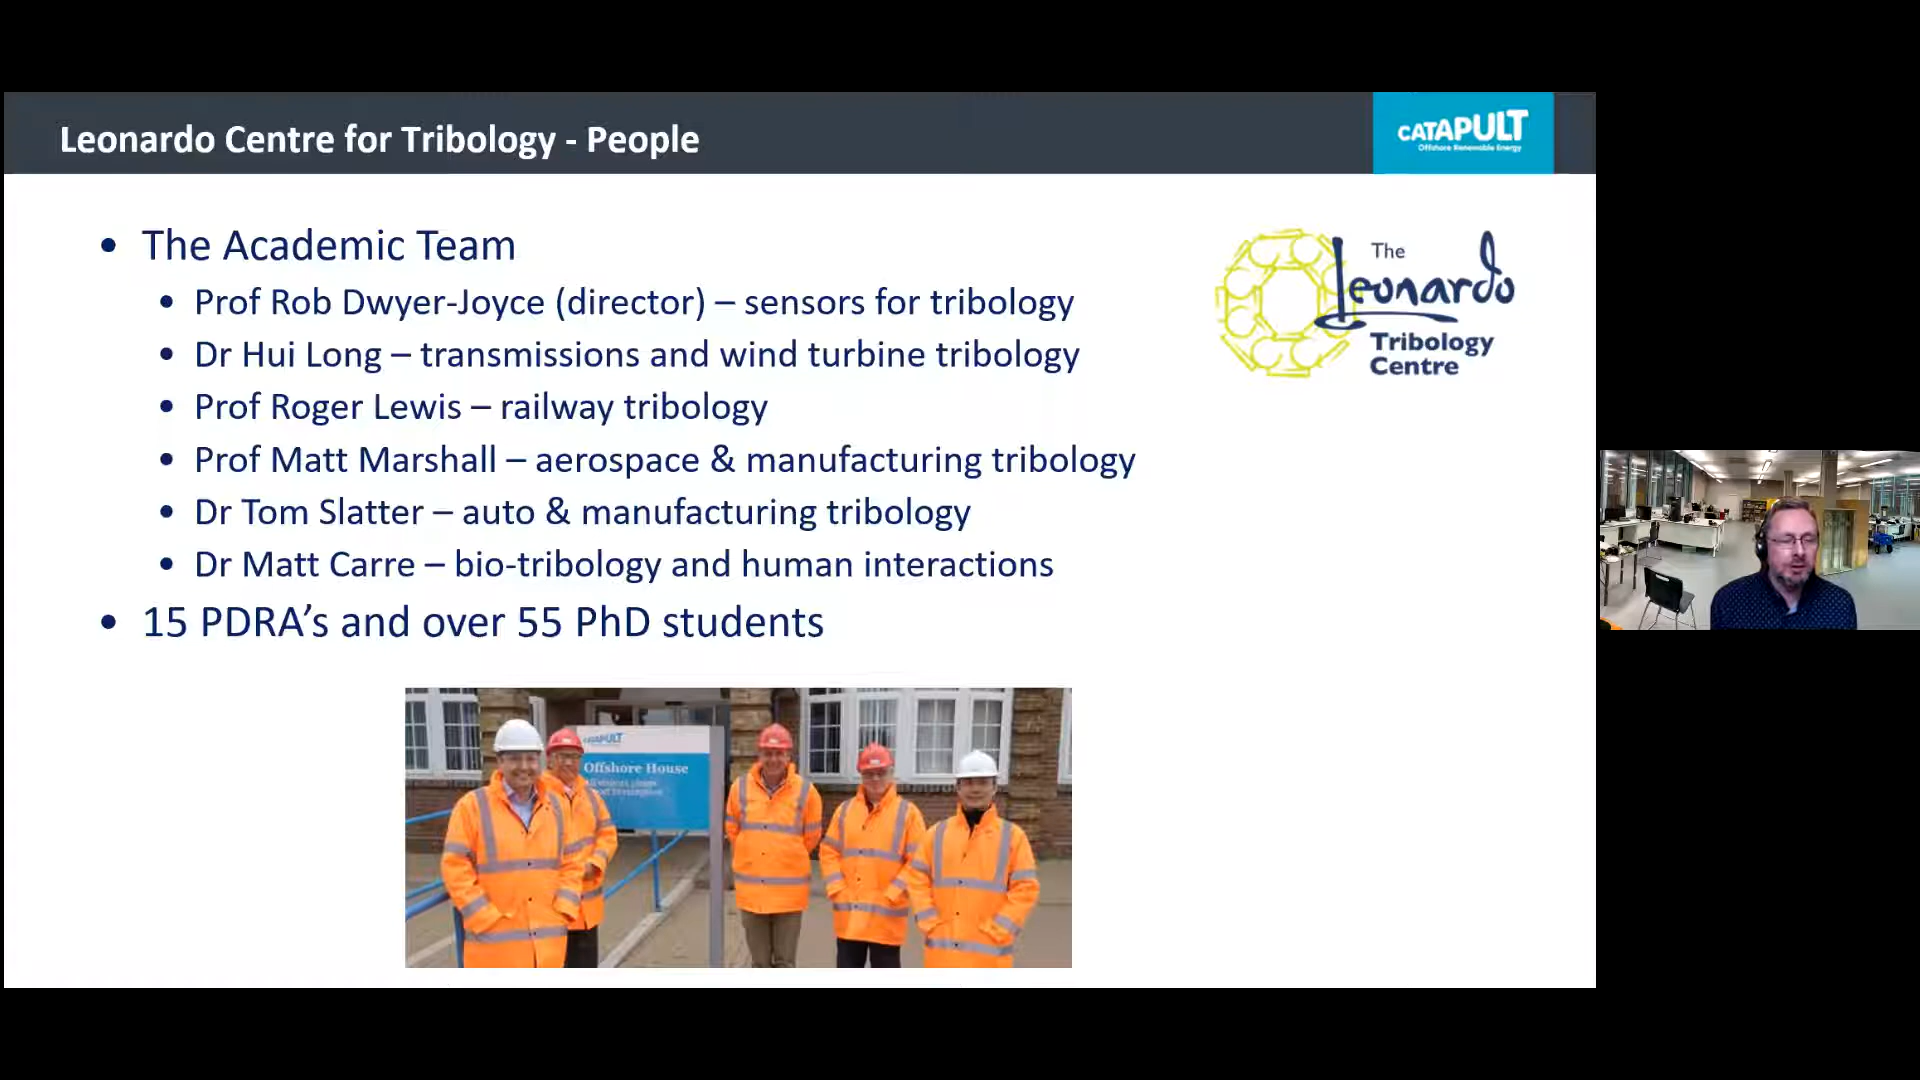 Leonardo Centre for Tribology - People
CATAPULT
Offshore Renewable Energy
• The Academic Team
• Prof Rob Dwyer-Joyce (director) – sensors for tribology
• Dr Hui Long – transmissions and wind turbine tribology
• Prof Roger Lewis – railway tribology
• Prof Matt Marshall – aerospace & manufacturing tribology
• Dr Tom Slatter – auto & manufacturing tribology
• Dr Matt Carre – bio-tribology and human interactions
• 15 PDRA’s and over 55 PhD students
The
Leonardo
Tribology
Centre
CATAPULT
Offshore House